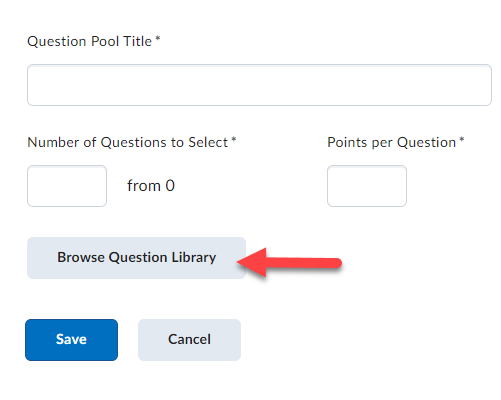 Question Pool Title *
Number of Questions to Select * Points per Question *
from 0
Browse Question Library
Save Cancel